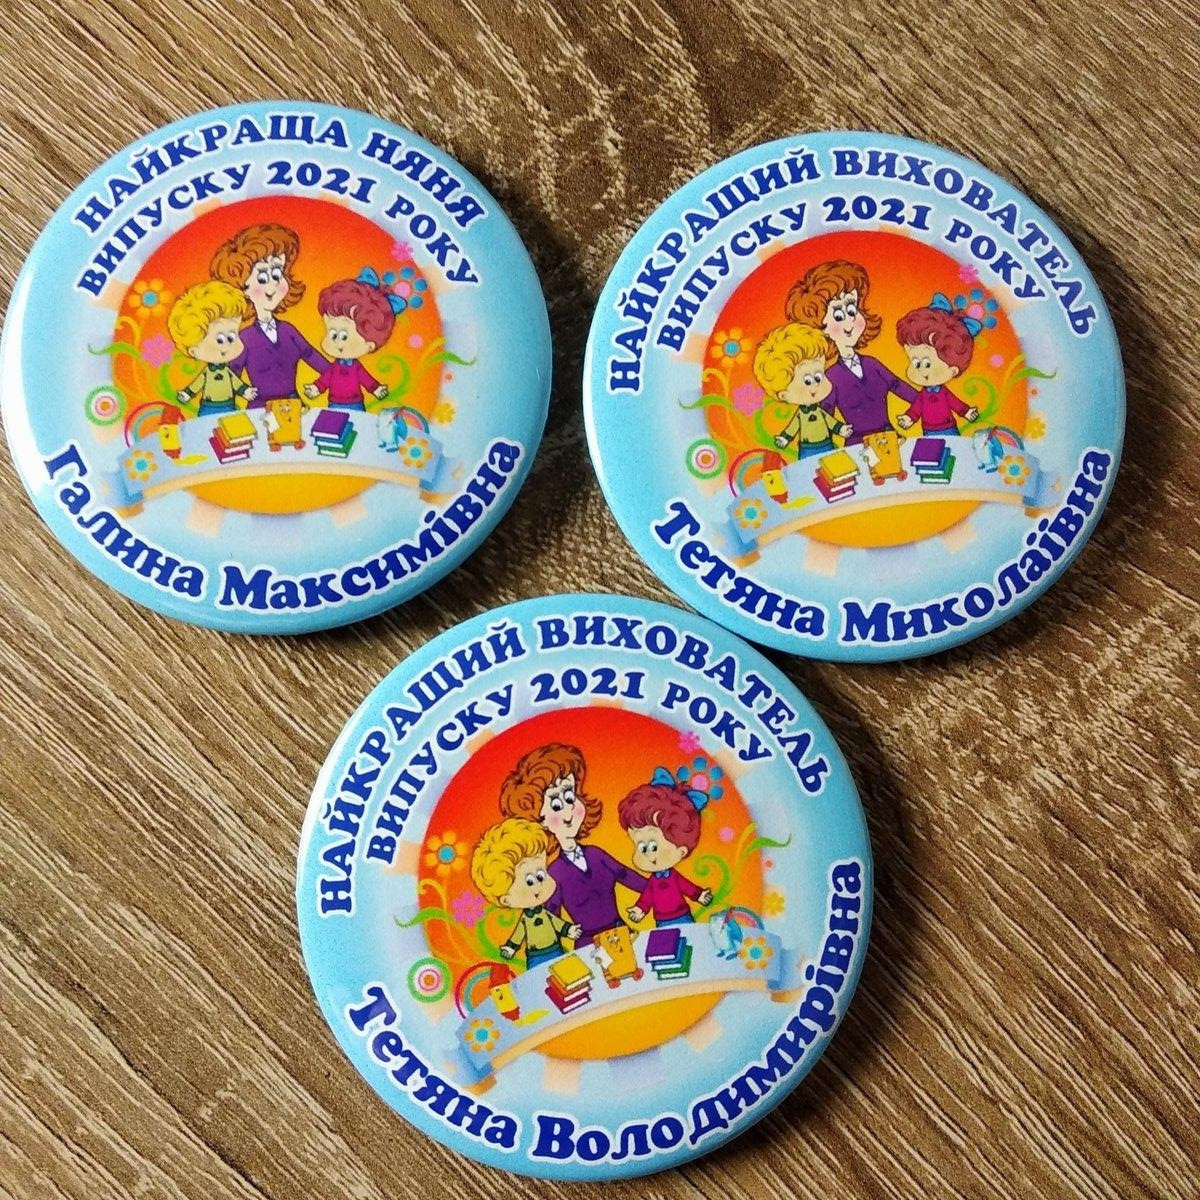 НАЙКРАЩА НЯНЯ
ВИПУСКУ 2021 РОКУ
Галина Максимівна
НАЙКРАЩИЙ ВИХОВАТЕЛЬ
ВИПУСКУ 2021 РОКУ
Тетяна Миколаївна
НАЙКРАЩИЙ ВИХОВАТЕЛЬ
ВИПУСКУ 2021 РОКУ
Тетяна Володимирівна